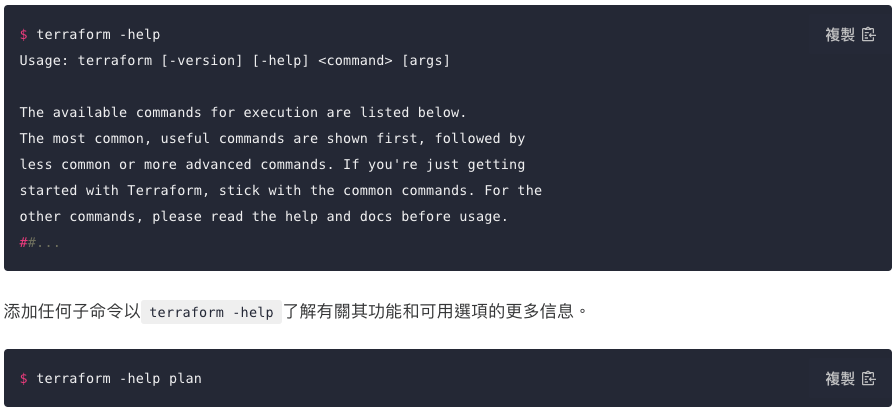 $ terraform -help
複製
Usage: terraform [-version] [-help] <command> [args]
The available commands for execution are listed below.
The most common, useful commands are shown first, followed by
less common or more advanced commands. If you're just getting
started with Terraform, stick with the common commands. For the
other commands, please read the help and docs before usage.
##...
添加任何子命令以 terraform -help 了解有關其功能和可用選項的更多信息。
$ terraform -help plan
複製